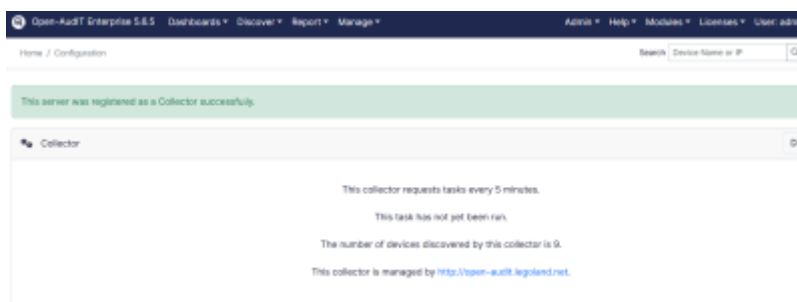 Open-AudIT Enterprise 5.6.5 Dashboards Discover Report Manage Admin Help Modules Licenses User: adm
Home / Configuration Search Device Name or IP
This server was registered as a Collector successfully.
Collector D
This collector requests tasks every 5 minutes.
This task has not yet been run.
The number of devices discovered by this collector is 9.
This collector is managed by http://open-audit.legoland.net.